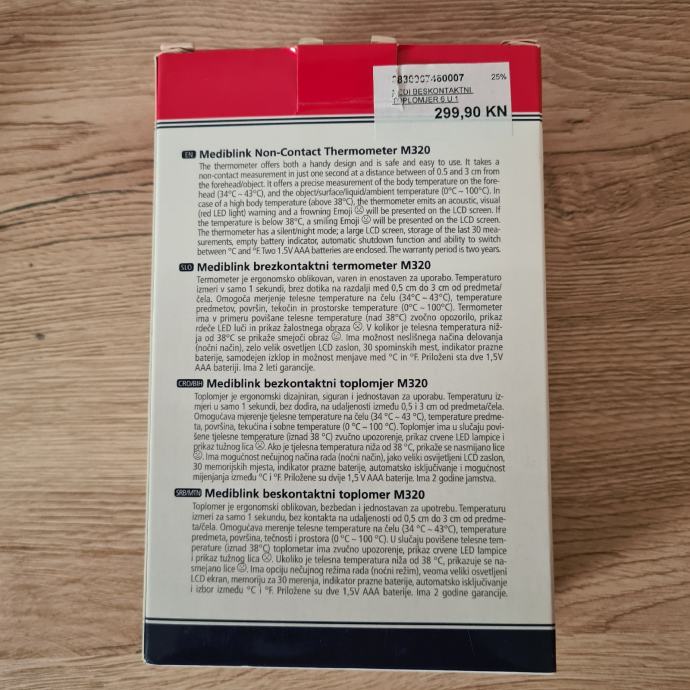 3830067460007 25%
MEDI BESKONTAKTNI
TOPLOMJER 6 U 1
299,90 KN
EN Mediblink Non-Contact Thermometer M320
The thermometer offers both a handy design and is safe and easy to use. It takes a
non-contact measurement in just one second at a distance between of 0.5 and 3 cm from
the forehead/object. It offers a precise measurement of the body temperature on the fore-
head (34°C ~ 43°C), and the object/surface/liquid/ambient temperature (0°C ~ 100°C). In
case of a high body temperature (above 38°C), the thermometer emits an acoustic, visual
(red LED light) warning and a frowning Emoji ☹ will be presented on the LCD screen. If
the temperature is below 38°C, a smiling Emoji ☺ will be presented on the LCD screen.
The thermometer has a silent/night mode; a large LCD screen, storage of the last 30 mea-
surements, empty battery indicator, automatic shutdown function and ability to switch
between °C and °F. Two 1.5V AAA batteries are enclosed. The warranty period is two years.
SLO Mediblink brezkontaktni termometer M320
Termometer je ergonomsko oblikovan, varen in enostaven za uporabo. Temperaturo
izmeri v samo 1 sekundi, brez dotika na razdalji med 0,5 cm do 3 cm od predmeta/
čela. Omogoča merjenje telesne temperature na čelu (34°C ~ 43°C), temperature
predmetov, površin, tekočin in prostorske temperature (0°C ~ 100°C). Termometer
ima v primeru povišane telesne temperature (nad 38°C) zvočno opozorilo, prikaz
rdeče LED luči in prikaz žalostnega obraza ☹. V kolikor je telesna temperatura niž-
ja od 38°C se prikaže smejoči obraz ☺. Ima možnost neslišnega načina delovanja
(nočni način), zelo velik osvetljen LCD zaslon, 30 spominskih mest, indikator prazne
baterije, samodejen izklop in možnost menjave med °C in °F. Priloženi sta dve 1,5V
AAA bateriji. Ima 2 leti garancije.
CRO/BIH Mediblink bezkontaktni toplomjer M320
Toplomjer je ergonomski dizajniran, siguran i jednostavan za uporabu. Temperaturu iz-
mjeri u samo 1 sekundi, bez dodira, na udaljenosti između 0,5 i 3 cm od predmeta/čela.
Omogućava mjerenje tjelesne temperature na čelu (34 °C ~ 43 °C), temperature predme-
ta, površina, tekućina i sobne temperature (0 °C ~ 100 °C). Toplomjer ima u slučaju povi-
šene tjelesne temperature (iznad 38 °C) zvučno upozorenje, prikaz crvene LED lampice i
prikaz tužnog lica ☹. Ako je tjelesna temperatura niža od 38 °C, prikaže se nasmijano lice
☺. Ima mogućnost nečujnog načina rada (noćni način), jako veliki osvijetljeni LCD zaslon,
30 memorijskih mjesta, indikator prazne baterije, automatsko isključivanje i mogućnost
mijenjanja između °C i °F. Priložene su dvije 1,5 V AAA baterije. Ima 2 godine jamstva.
SRB/MTN Mediblink beskontaktni toplomer M320
Toplomjer je ergonomski oblikovan, bezbedan i jednostavan za upotrebu. Temperaturu
izmeri za samo 1 sekundu, bez kontakta na udaljenosti od 0,5 cm do 3 cm od predme-
ta/čela. Omogućava merenje telesne temperature na čelu (34 °C ~ 43°C), temperature
predmeta, površina, tečnosti i prostora (0 °C ~ 100 °C). U slučaju povišene telesne tem-
perature (iznad 38°C) toplometar ima zvučno upozorenje, prikaz crvene LED lampice
i prikaz tužnog lica ☹. Ukoliko je telesna temperatura niža od 38°C, prikazuje se na-
smejano lice ☺. Ima opciju nečujnog režima rada (noćni režim), veoma veliki osvetljeni
LCD ekran, memoriju za 30 merenja, indikator prazne baterije, automatsko isključivanje
i izbor između °C i °F. Priložene su dve 1,5V AAA baterije. Ima 2 godine garancije.